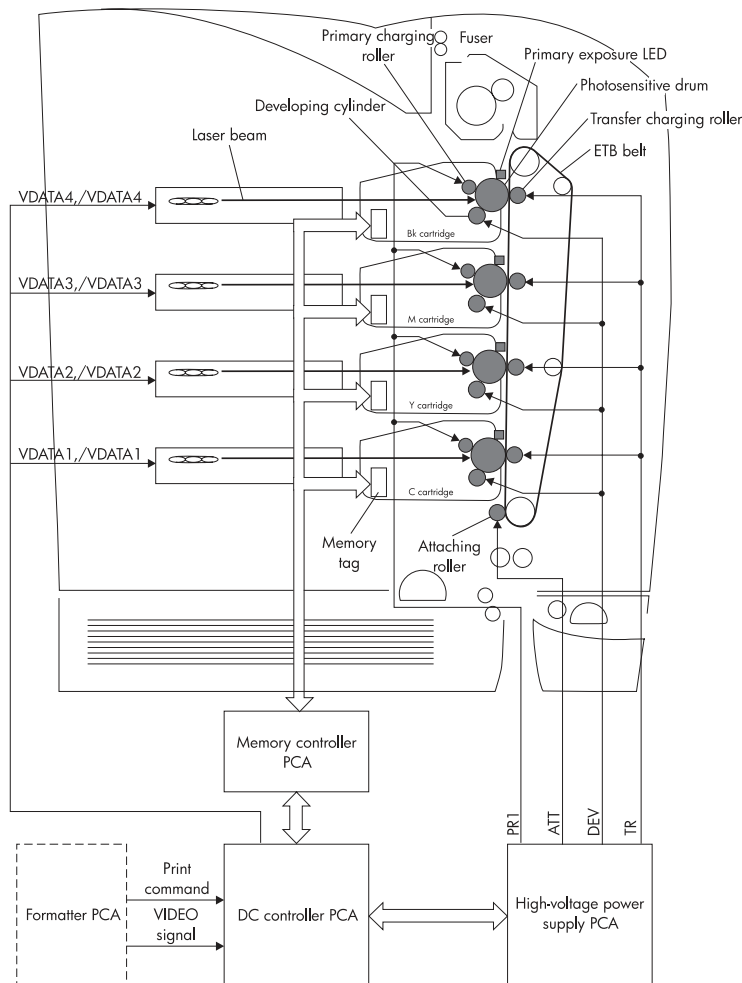 Primary charging
roller
Fuser
Primary exposure LED
Photosensitive drum
Developing cylinder
Transfer charging roller
Laser beam
ETB belt
VDATA4,/VDATA4
Bk cartridge
VDATA3,/VDATA3
M cartridge
VDATA2,/VDATA2
Y cartridge
VDATA1,/VDATA1
C cartridge
Memory
tag
Attaching
roller
Memory controller
PCA
PR1
ATT
DEV
TR
Formatter PCA
Print
command
VIDEO
signal
DC controller PCA
High-voltage power
supply PCA